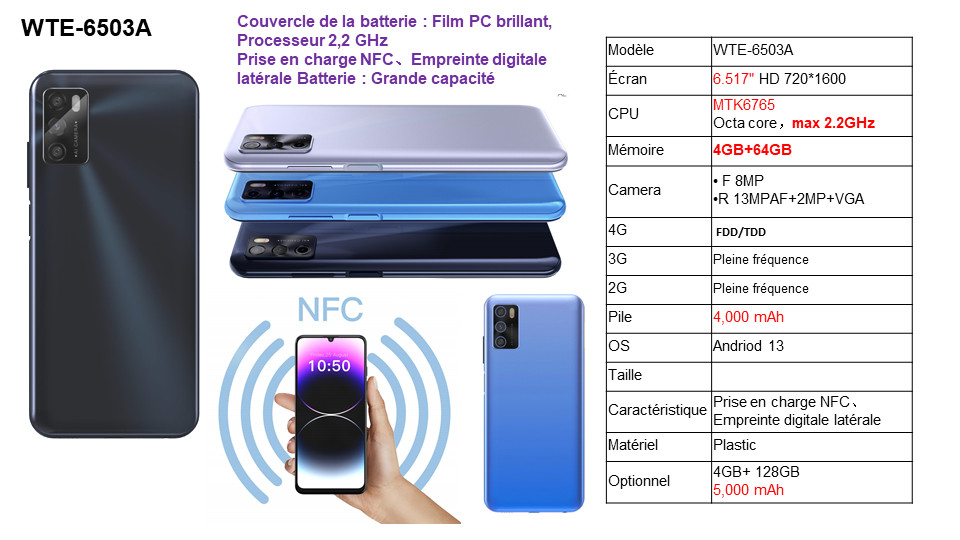 WTE-6503A
Couvercle de la batterie : Film PC brillant,
Processeur 2,2 GHz
Prise en charge NFC、Empreinte digitale
latérale Batterie : Grande capacité
AI CAMERA
NFC
10:50
Modèle WTE-6503A
Écran 6.517" HD 720*1600
CPU MTK6765
Octa core，max 2.2GHz
Mémoire 4GB+64GB
Camera • F 8MP
•R 13MPAF+2MP+VGA
4G FDD/TDD
3G Pleine fréquence
2G Pleine fréquence
Pile 4,000 mAh
OS Andriod 13
Taille
Caractéristique Prise en charge NFC、
Empreinte digitale latérale
Matériel Plastic
Optionnel 4GB+ 128GB
5,000 mAh